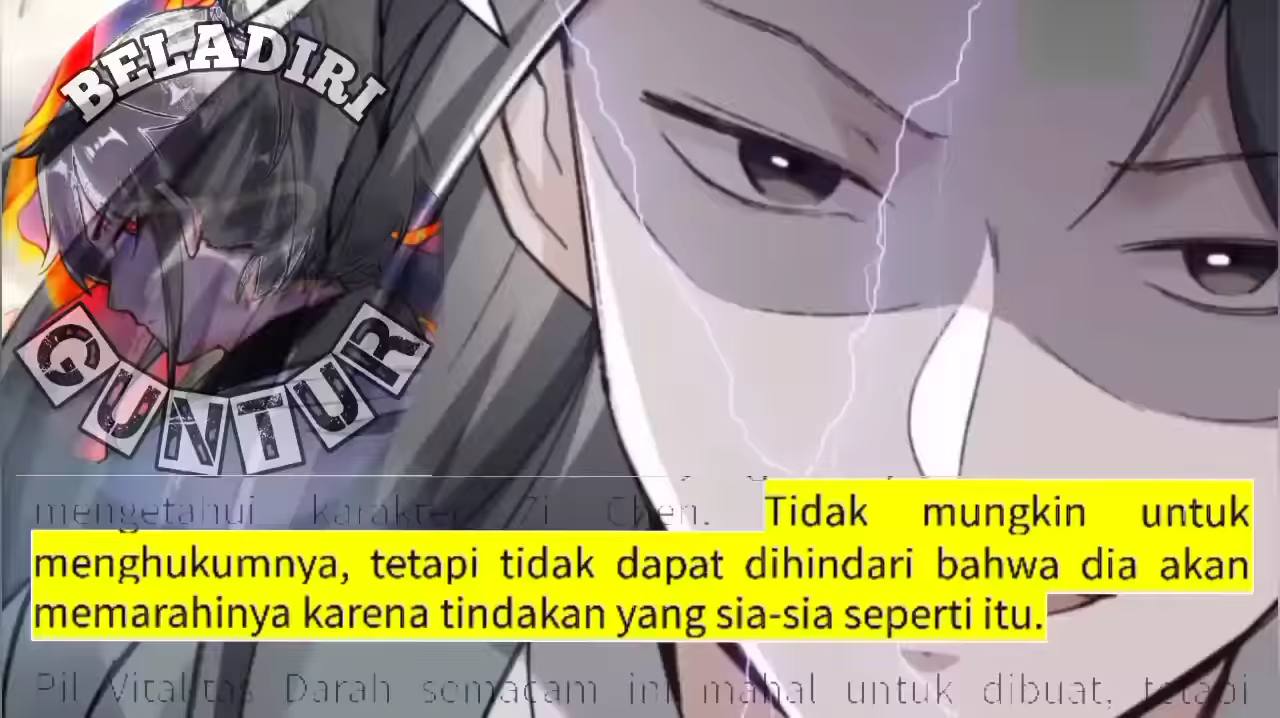 BELADIRI
GUNTUR
mengetahui karakter Zi Chen. Tidak mungkin untuk
menghukumnya, tetapi tidak dapat dihindari bahwa dia akan
memarahinya karena tindakan yang sia-sia seperti itu.
Pil Vitalitas Darah semacam ini mahal untuk dibuat, tetapi